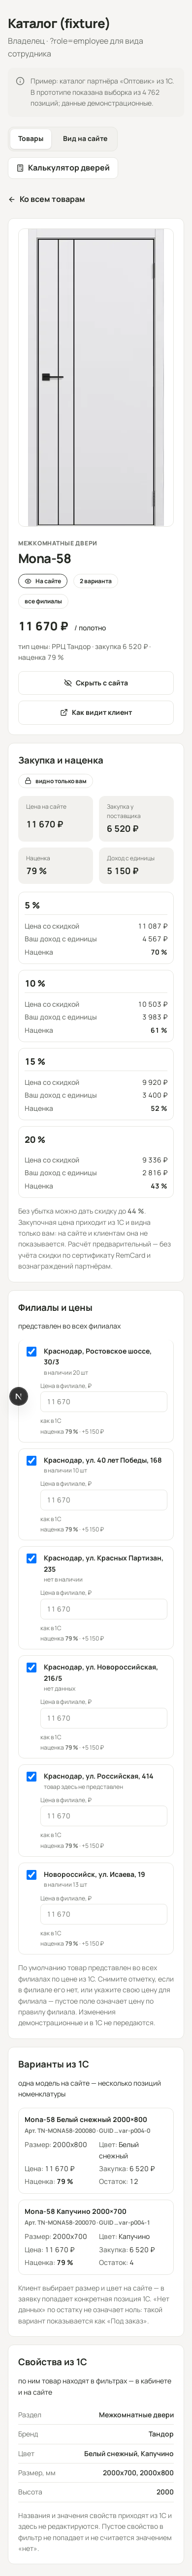 Каталог (fixture)
Владелец · ?role=employee для вида
сотрудника
Пример: каталог партнёра «Оптовик» из 1С.
В прототипе показана выборка из 4 762
позиций; данные демонстрационные.
Товары
Вид на сайте
Калькулятор дверей
← Ко всем товарам
МЕЖКОМНАТНЫЕ ДВЕРИ
Mona-58
На сайте
2 варианта
все филиалы
11 670 ₽ / полотно
тип цены: РРЦ Тандор · закупка 6 520 ₽ ·
наценка 79 %
Скрыть с сайта
Как видит клиент
Закупка и наценка
видно только вам
Цена на сайте
11 670 ₽
Закупка у
поставщика
6 520 ₽
Наценка
79 %
Доход с единицы
5 150 ₽
5 %
Цена со скидкой 11 087 ₽
Ваш доход с единицы 4 567 ₽
Наценка 70 %
10 %
Цена со скидкой 10 503 ₽
Ваш доход с единицы 3 983 ₽
Наценка 61 %
15 %
Цена со скидкой 9 920 ₽
Ваш доход с единицы 3 400 ₽
Наценка 52 %
20 %
Цена со скидкой 9 336 ₽
Ваш доход с единицы 2 816 ₽
Наценка 43 %
Без убытка можно дать скидку до 44 %.
Закупочная цена приходит из 1С и видна
только вам: на сайте и клиентам она не
показывается. Расчёт предварительный — без
учёта скидки по сертификату RemCard и
вознаграждений партнёрам.
Филиалы и цены
представлен во всех филиалах
Краснодар, Ростовское шоссе,
30/3
в наличии 20 шт
Цена в филиале, ₽
11 670
как в 1С
наценка 79 % · +5 150 ₽
N
Краснодар, ул. 40 лет Победы, 168
в наличии 10 шт
Цена в филиале, ₽
11 670
как в 1С
наценка 79 % · +5 150 ₽
Краснодар, ул. Красных Партизан,
235
нет в наличии
Цена в филиале, ₽
11 670
как в 1С
наценка 79 % · +5 150 ₽
Краснодар, ул. Новороссийская,
216/5
нет данных
Цена в филиале, ₽
11 670
как в 1С
наценка 79 % · +5 150 ₽
Краснодар, ул. Российская, 414
товар здесь не представлен
Цена в филиале, ₽
11 670
как в 1С
наценка 79 % · +5 150 ₽
Новороссийск, ул. Исаева, 19
в наличии 13 шт
Цена в филиале, ₽
11 670
как в 1С
наценка 79 % · +5 150 ₽
По умолчанию товар представлен во всех
филиалах по цене из 1С. Снимите отметку, если
в филиале его нет, или укажите свою цену для
филиала — пустое поле означает цену по
правилу филиала. Изменения
демонстрационные и в 1С не передаются.
Варианты из 1С
одна модель на сайте — несколько позиций
номенклатуры
Mona-58 Белый снежный 2000×800
Арт. TN-MONA58-200080 · GUID …var-p004-0
Размер: 2000x800 Цвет: Белый
снежный
Цена: 11 670 ₽ Закупка: 6 520 ₽
Наценка: 79 % Остаток: 12
Mona-58 Капучино 2000×700
Арт. TN-MONA58-200070 · GUID …var-p004-1
Размер: 2000x700 Цвет: Капучино
Цена: 11 670 ₽ Закупка: 6 520 ₽
Наценка: 79 % Остаток: 4
Клиент выбирает размер и цвет на сайте — в
заявку попадает конкретная позиция 1С. «Нет
данных» по остатку не означает ноль: такой
вариант показывается как «Под заказ».
Свойства из 1С
по ним товар находят в фильтрах — в кабинете
и на сайте
Раздел Межкомнатные двери
Бренд Тандор
Цвет Белый снежный, Капучино
Размер, мм 2000x700, 2000x800
Высота 2000
Названия и значения свойств приходят из 1С и
здесь не редактируются. Пустое свойство в
фильтр не попадает и не считается значением
«нет».